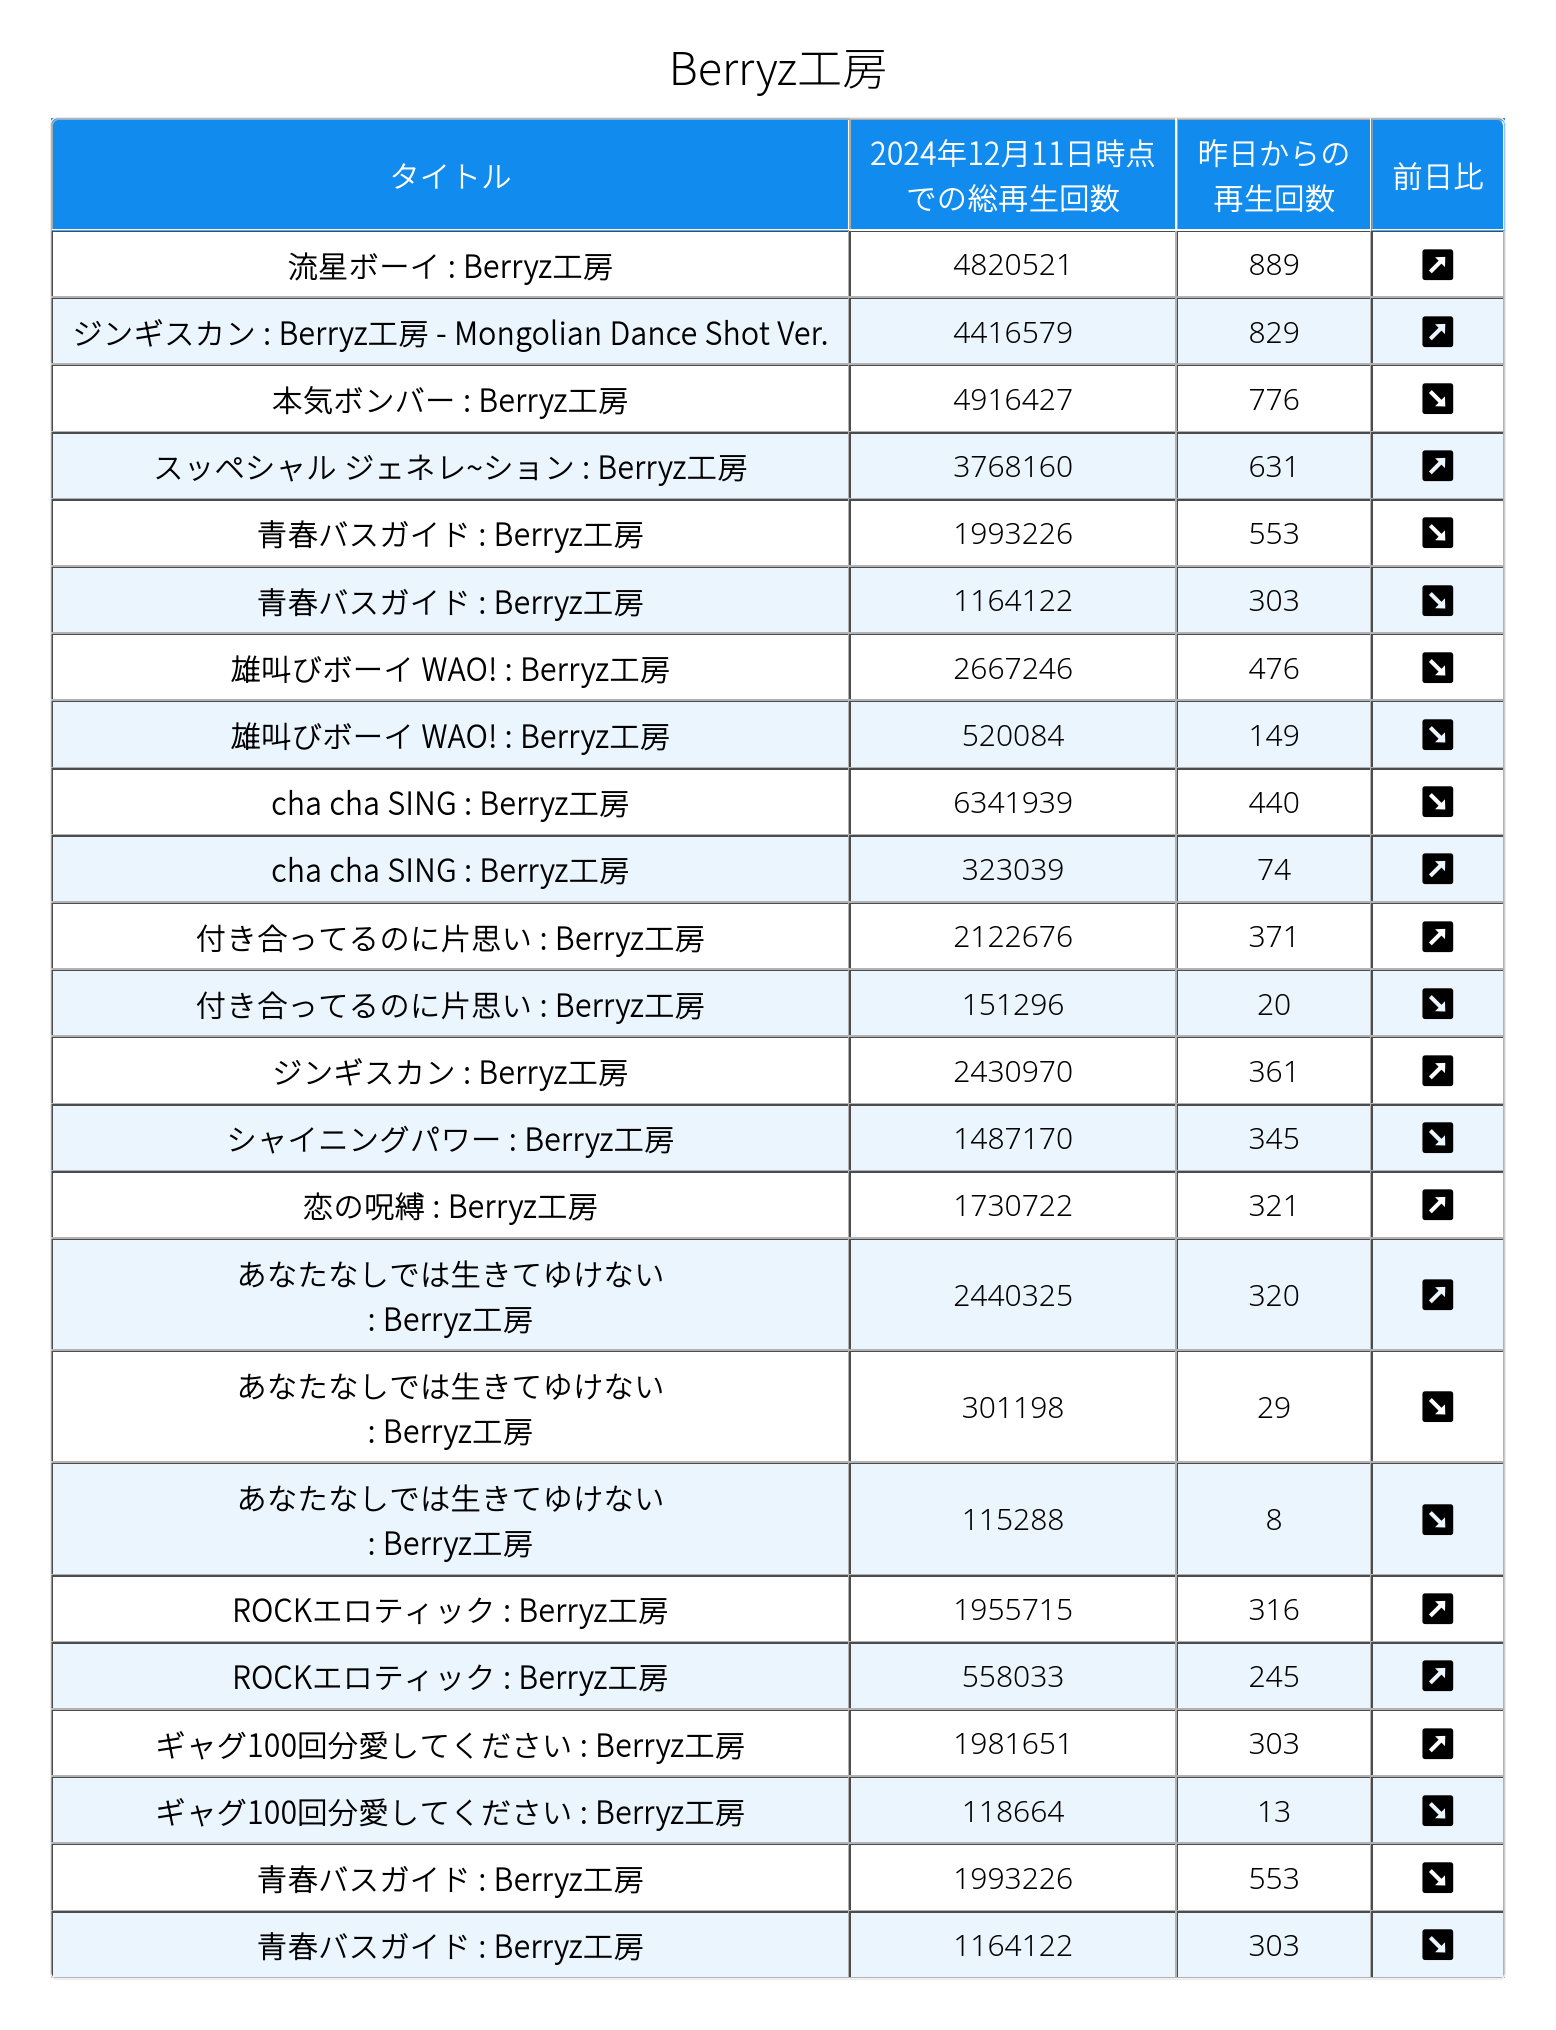 Berryz工房
タイトル 2024年12月11日時点での総再生回数 昨日からの再生回数 前日比
流星ボーイ : Berryz工房 4820521 889 ↗
ジンギスカン : Berryz工房 - Mongolian Dance Shot Ver. 4416579 829 ↗
本気ボンバー : Berryz工房 4916427 776 ↘
スッペシャル ジェネレ~ション : Berryz工房 3768160 631 ↗
青春バスガイド : Berryz工房 1993226 553 ↘
青春バスガイド : Berryz工房 1164122 303 ↘
雄叫びボーイ WAO! : Berryz工房 2667246 476 ↘
雄叫びボーイ WAO! : Berryz工房 520084 149 ↘
cha cha SING : Berryz工房 6341939 440 ↘
cha cha SING : Berryz工房 323039 74 ↗
付き合ってるのに片思い : Berryz工房 2122676 371 ↗
付き合ってるのに片思い : Berryz工房 151296 20 ↘
ジンギスカン : Berryz工房 2430970 361 ↗
シャイニングパワー : Berryz工房 1487170 345 ↘
恋の呪縛 : Berryz工房 1730722 321 ↗
あなたなしでは生きてゆけない : Berryz工房 2440325 320 ↗
あなたなしでは生きてゆけない : Berryz工房 301198 29 ↘
あなたなしでは生きてゆけない : Berryz工房 115288 8 ↘
ROCKエロティック : Berryz工房 1955715 316 ↗
ROCKエロティック : Berryz工房 558033 245 ↗
ギャグ100回分愛してください : Berryz工房 1981651 303 ↗
ギャグ100回分愛してください : Berryz工房 118664 13 ↘
青春バスガイド : Berryz工房 1993226 553 ↘
青春バスガイド : Berryz工房 1164122 303 ↘